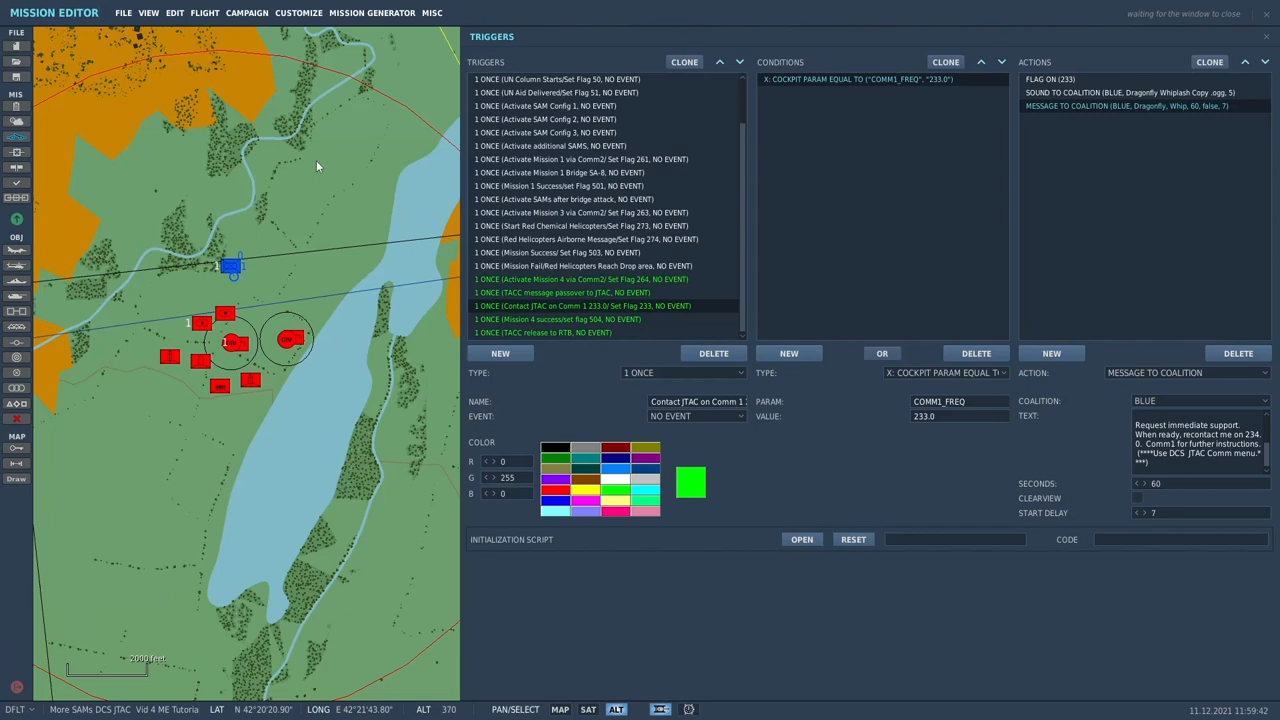 MISSION EDITOR
FILE VIEW EDIT FLIGHT CAMPAIGN CUSTOMIZE MISSION GENERATOR MISC
waiting for the window to close
FILE
MIS
OBJ
MAP
Draw
1
1
1
2000 feet
TRIGGERS
TRIGGERS
CLONE
1 ONCE (UN Column Starts/Set Flag 50, NO EVENT)
1 ONCE (UN Aid Delivered/Set Flag 51, NO EVENT)
1 ONCE (Activate SAM Config 1, NO EVENT)
1 ONCE (Activate SAM Config 2, NO EVENT)
1 ONCE (Activate SAM Config 3, NO EVENT)
1 ONCE (Activate additional SAMS, NO EVENT)
1 ONCE (Activate Mission 1 via Comm2/ Set Flag 261, NO EVENT)
1 ONCE (Activate Mission 1 Bridge SA-8, NO EVENT)
1 ONCE (Mission 1 Success/set Flag 501, NO EVENT)
1 ONCE (Activate SAMs after bridge attack, NO EVENT)
1 ONCE (Activate Mission 3 via Comm2/ Set Flag 263, NO EVENT)
1 ONCE (Start Red Chemical Helicopters/Set Flag 273, NO EVENT)
1 ONCE (Red Helicopters Airborne Message/Set Flag 274, NO EVENT)
1 ONCE (Mission Success/ Set Flag 503, NO EVENT)
1 ONCE (Mission Fail/Red Helicopters Reach Drop area, NO EVENT)
1 ONCE (Activate Mission 4 via Comm2/ Set Flag 264, NO EVENT)
1 ONCE (TACC message passover to JTAC, NO EVENT)
1 ONCE (Contact JTAC on Comm 1 233.0/ Set Flag 233, NO EVENT)
1 ONCE (Mission 4 success/set flag 504, NO EVENT)
1 ONCE (TACC release to RTB, NO EVENT)
NEW DELETE
TYPE: 1 ONCE
NAME: Contact JTAC on Comm 1
EVENT: NO EVENT
COLOR
R 0
G 255
B 0
CONDITIONS
CLONE
X: COCKPIT PARAM EQUAL TO ("COMM1_FREQ", "233.0")
NEW OR DELETE
TYPE: X: COCKPIT PARAM EQUAL T
PARAM: COMM1_FREQ
VALUE: 233.0
ACTIONS
CLONE
FLAG ON (233)
SOUND TO COALITION (BLUE, Dragonfly Whiplash Copy .ogg, 5)
MESSAGE TO COALITION (BLUE, Dragonfly, Whip, 60, false, 7)
NEW DELETE
ACTION: MESSAGE TO COALITION
COALITION: BLUE
TEXT:
Request immediate support.
When ready, recontact me on 234.
0. Comm1 for further instructions.
(****Use DCS JTAC Comm menu.*
***)
SECONDS: 60
CLEARVIEW
START DELAY 7
INITIALIZATION SCRIPT OPEN RESET CODE
DFLT More SAMs DCS JTAC Vid 4 ME Tutoria LAT N 42°20'20.90" LONG E 42°21'43.80" ALT 370 PAN/SELECT MAP SAT ALT 11.12.2021 11:59:42